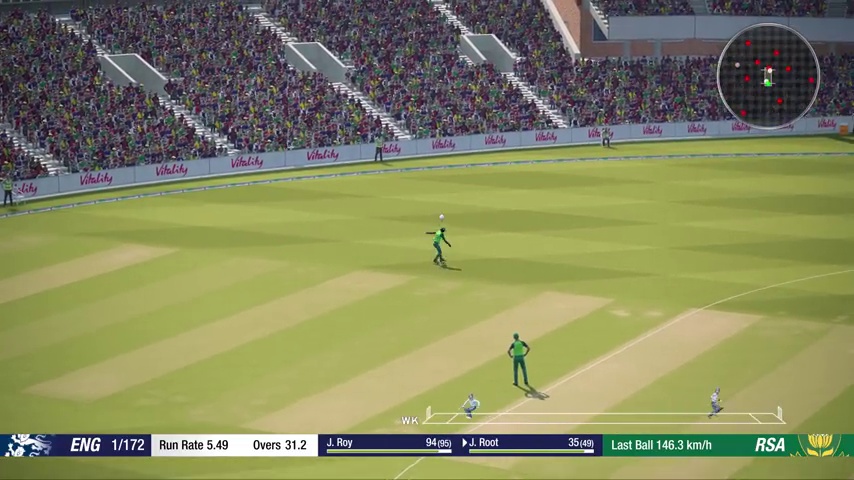 Vitality Vitality Vitality Vitality Vitality Vitality Vitality Vitality Vitality Vitality Vitality
WK
ENG 1/172 Run Rate 5.49 Overs 31.2 J. Roy 94 (95) J. Root 35 (49) Last Ball 146.3 km/h RSA